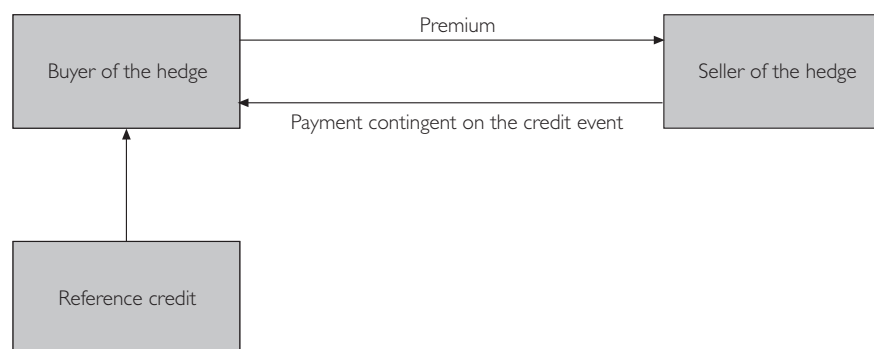 Premium
Buyer of the hedge
Seller of the hedge
Payment contingent on the credit event
Reference credit